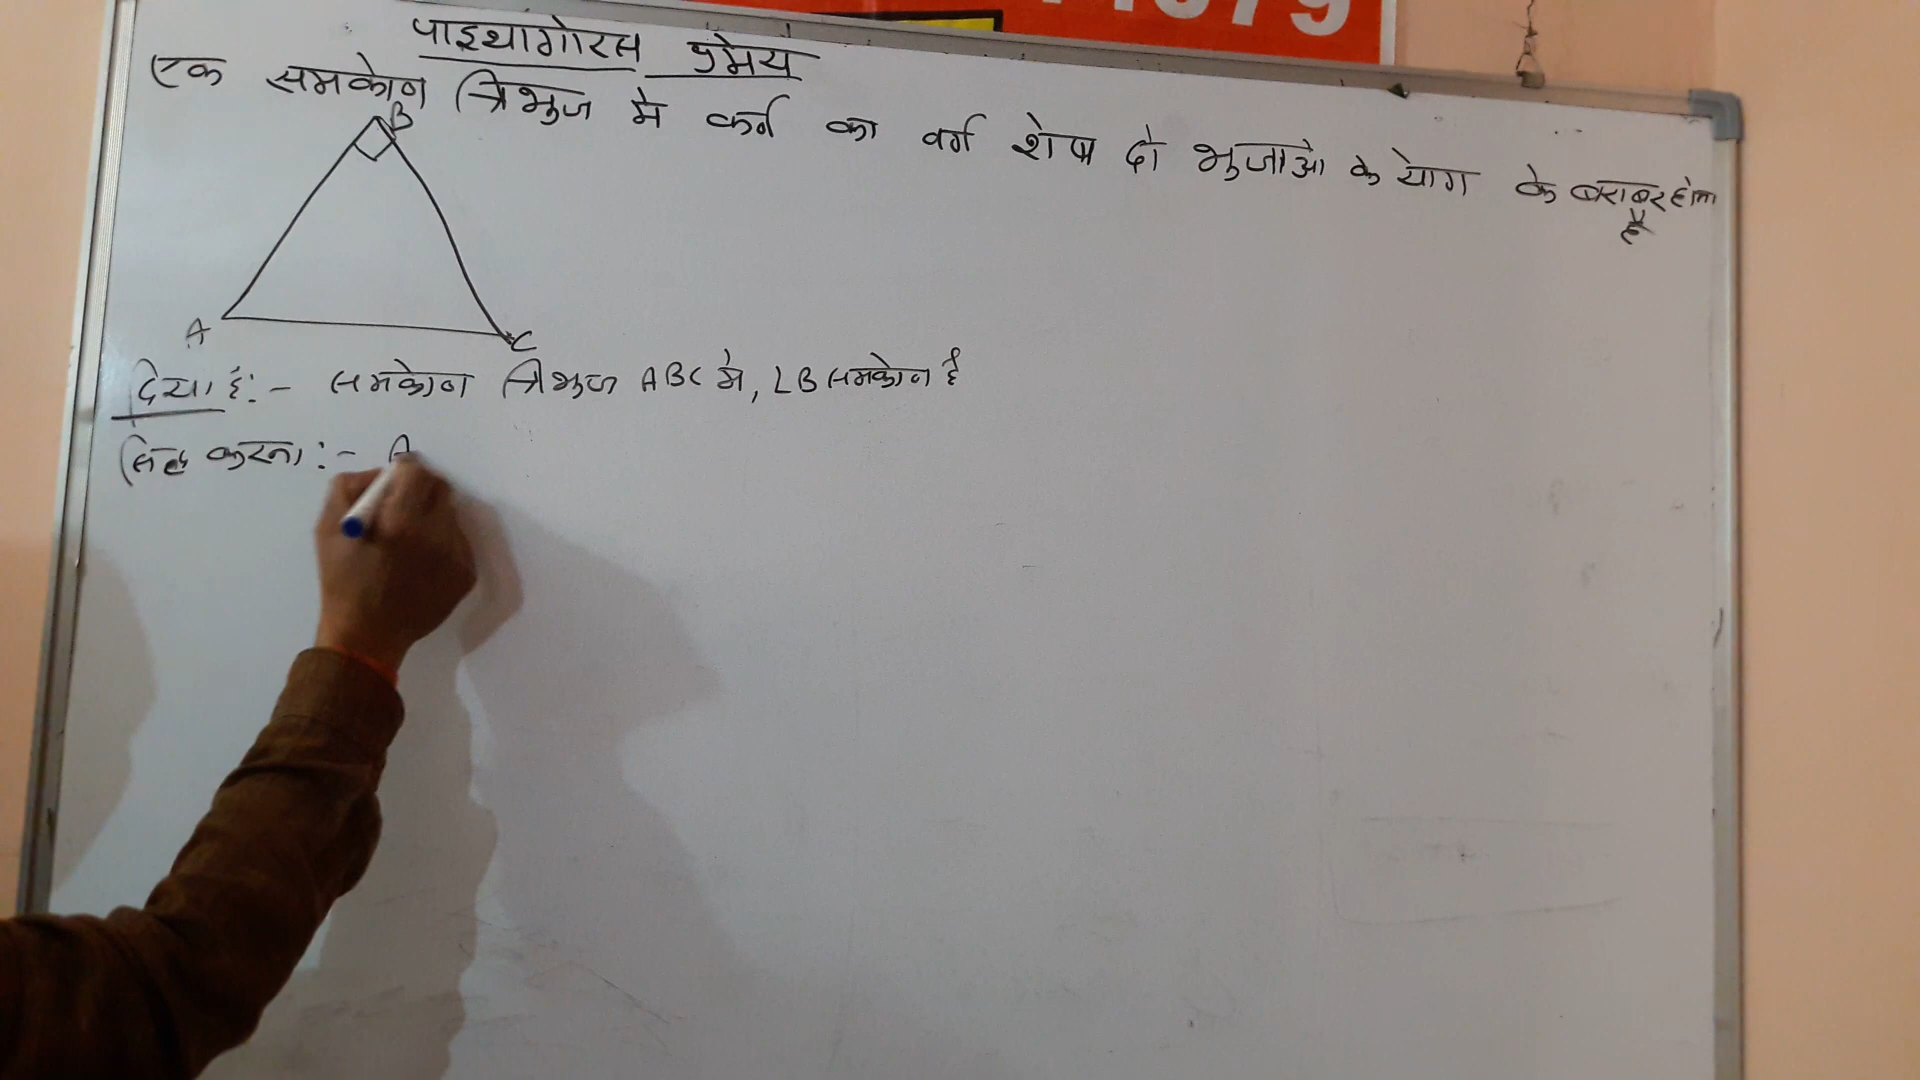 पाइथागोरस प्रमेय
एक समकोण त्रिभुज मे कर्ण का वर्ग शेष दो भुजाओ के योग के बराबर होता
है
B
A
C
दिया है:- समकोण त्रिभुज ABC मे, ∠B समकोण है
सिद्ध करना:- A